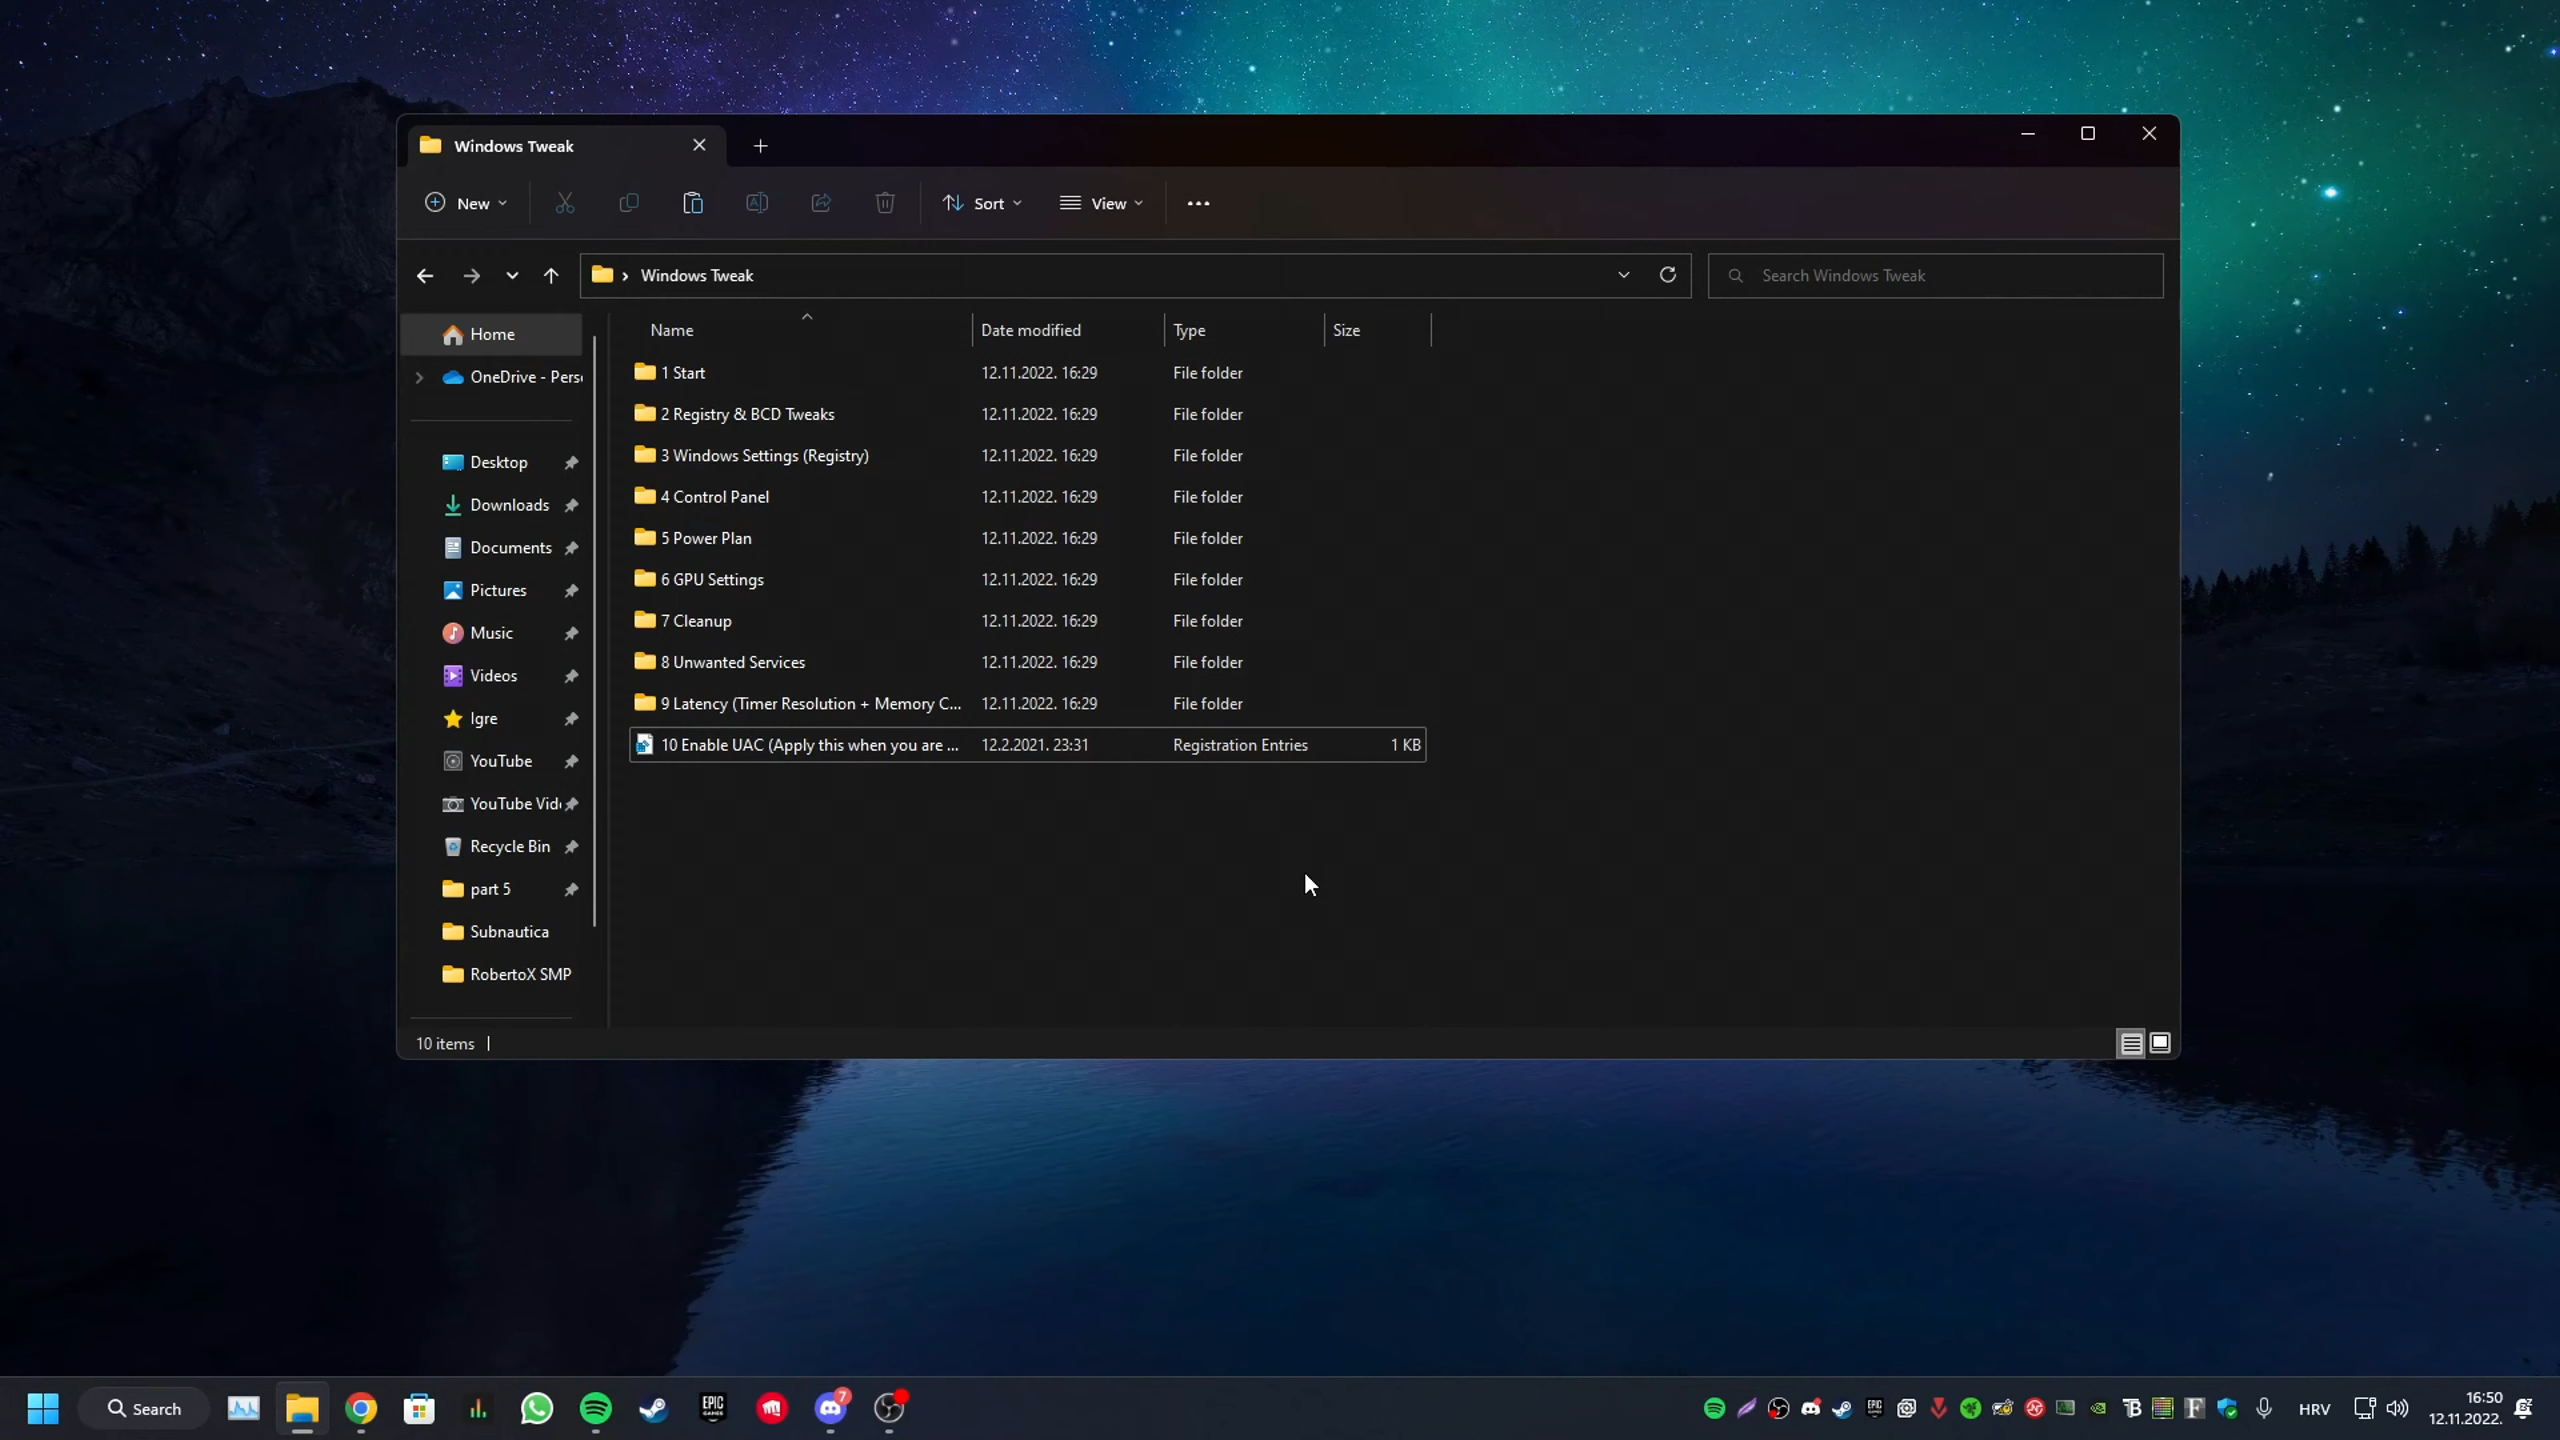 Windows Tweak
New
Sort
View
Windows Tweak
Search Windows Tweak
Name Date modified Type Size
Home
OneDrive - Pers
Desktop
Downloads
Documents
Pictures
Music
Videos
Igre
YouTube
YouTube Vid
Recycle Bin
part 5
Subnautica
RobertoX SMP
1 Start 12.11.2022. 16:29 File folder
2 Registry & BCD Tweaks 12.11.2022. 16:29 File folder
3 Windows Settings (Registry) 12.11.2022. 16:29 File folder
4 Control Panel 12.11.2022. 16:29 File folder
5 Power Plan 12.11.2022. 16:29 File folder
6 GPU Settings 12.11.2022. 16:29 File folder
7 Cleanup 12.11.2022. 16:29 File folder
8 Unwanted Services 12.11.2022. 16:29 File folder
9 Latency (Timer Resolution + Memory C... 12.11.2022. 16:29 File folder
10 Enable UAC (Apply this when you are ... 12.2.2021. 23:31 Registration Entries 1 KB
10 items
Search
EPIC GAMES
7
HRV
16:50
12.11.2022.